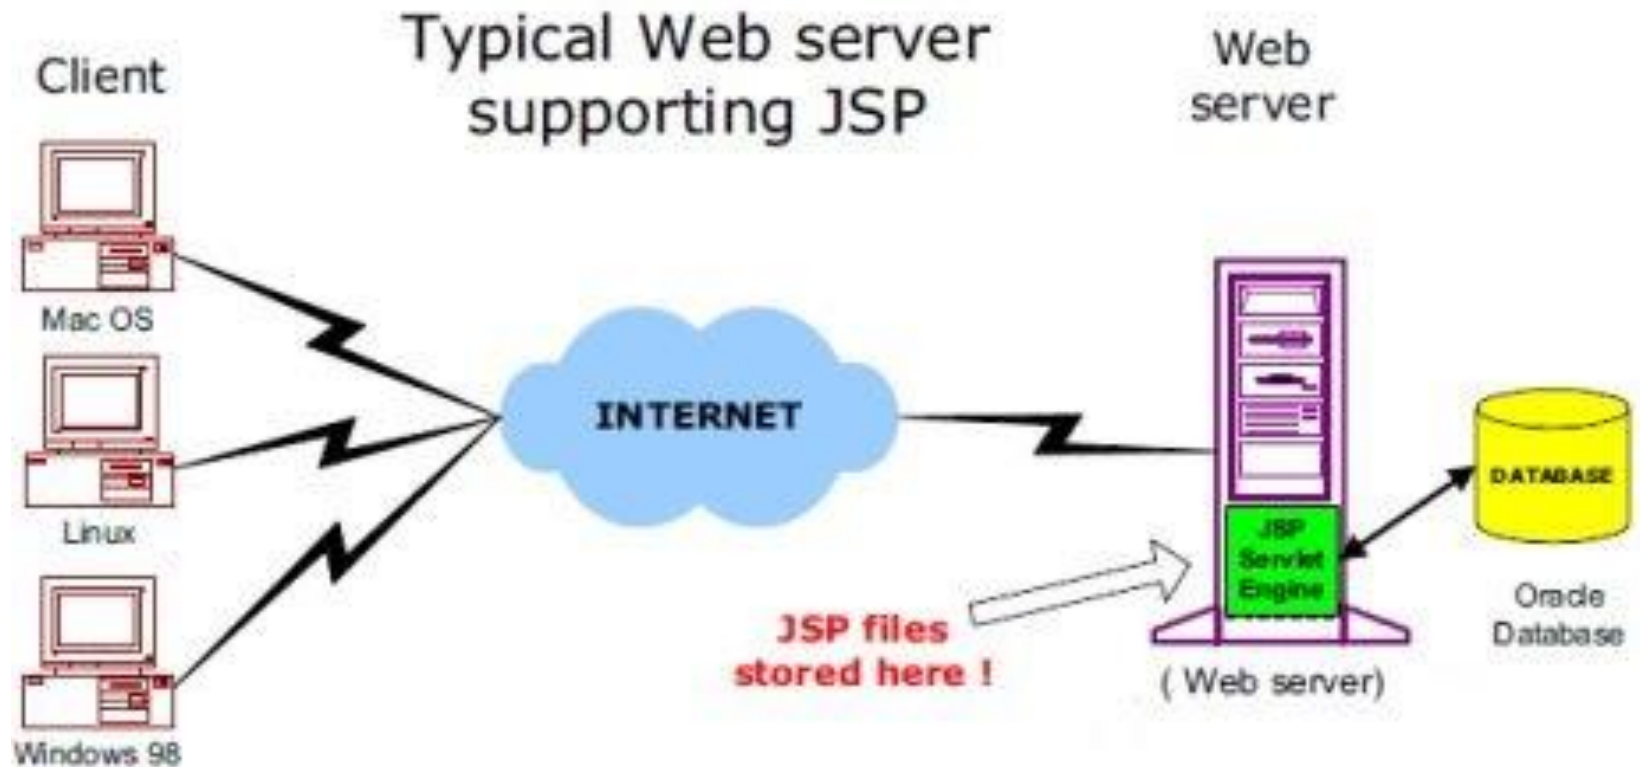 Typical Web server
supporting JSP
Client
Web
server
Mac OS
Linux
Windows 98
INTERNET
JSP
Servlet
Engine
DATABASE
Oracle
Database
JSP files
stored here !
( Web server)